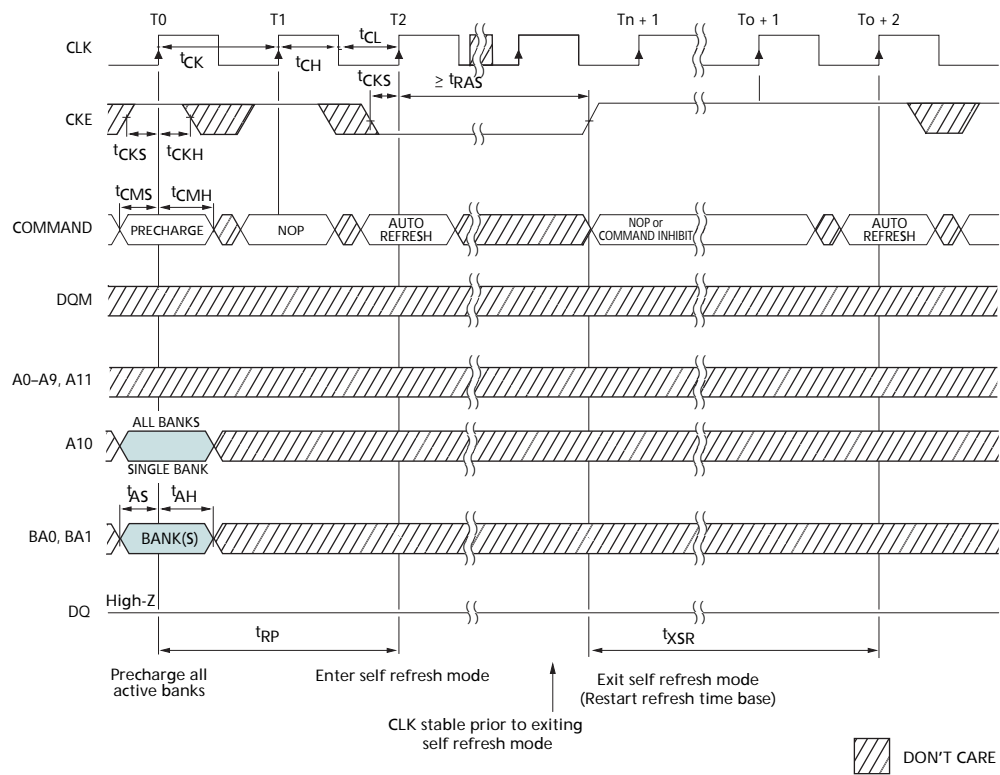 T0 T1 T2 Tn + 1 To + 1 To + 2
CLK
tCK tCH tCL
tCKS ≥ tRAS
CKE
tCKS tCKH
tCMS tCMH
COMMAND PRECHARGE NOP AUTO REFRESH NOP or COMMAND INHIBIT AUTO REFRESH
DQM
A0–A9, A11
ALL BANKS
A10
SINGLE BANK
tAS tAH
BA0, BA1 BANK(S)
DQ High-Z
tRP tXSR
Precharge all
active banks
Enter self refresh mode
CLK stable prior to exiting
self refresh mode
Exit self refresh mode
(Restart refresh time base)
DON'T CARE